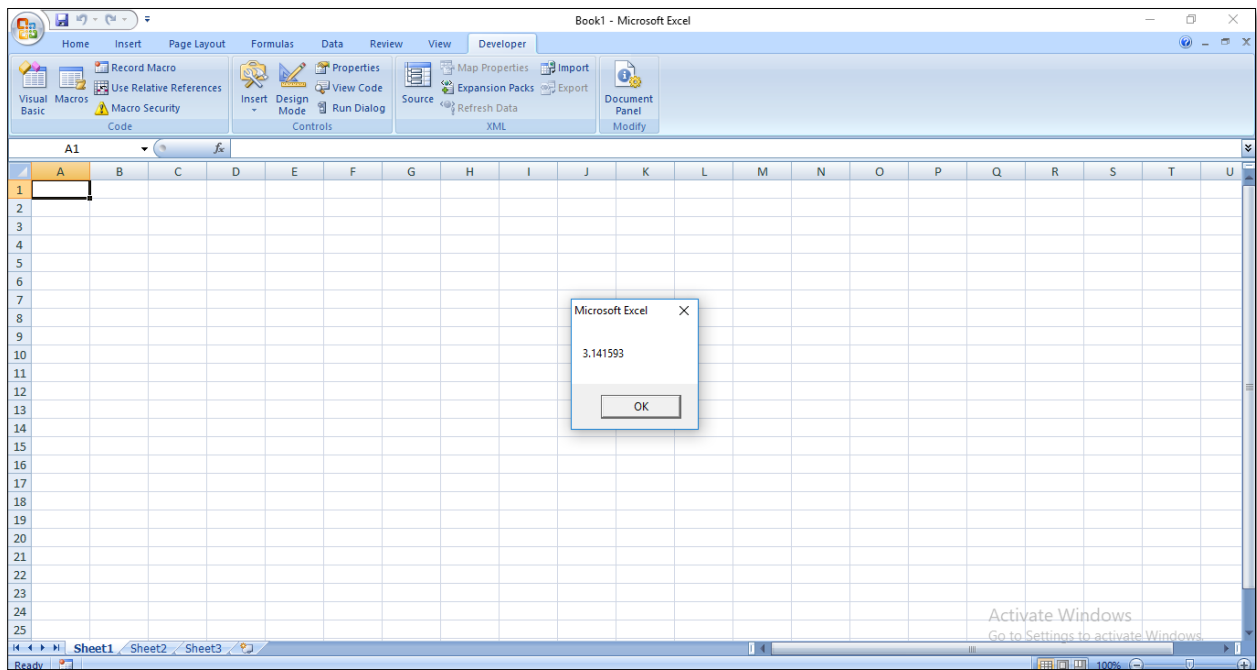 Book1 - Microsoft Excel
Home Insert Page Layout Formulas Data Review View Developer
Visual Basic
Macros
Record Macro
Use Relative References
Macro Security
Code
Insert
Design Mode
Properties
View Code
Run Dialog
Controls
Source
Map Properties
Expansion Packs
Refresh Data
Import
Export
XML
Document Panel
Modify
A1 fx
A B C D E F G H I J K L M N O P Q R S T U
1
2
3
4
5
6
7
8
9
10
11
12
13
14
15
16
17
18
19
20
21
22
23
24
25
Microsoft Excel
3.141593
OK
Activate Windows
Go to Settings to activate Windows.
Sheet1 Sheet2 Sheet3
Ready 100%